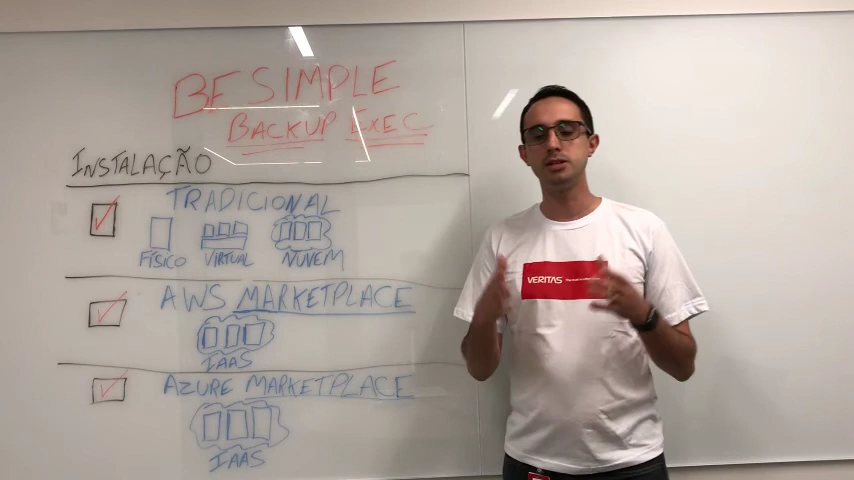 BE SIMPLE
BACKUP EXEC
INSTALAÇÃO
TRADICIONAL
FÍSICO VIRTUAL NUVEM
AWS MARKETPLACE
IAAS
AZURE MARKETPLACE
IAAS
VERITAS